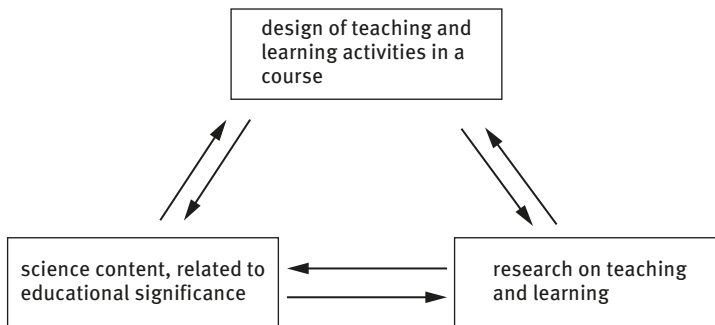 design of teaching and
learning activities in a
course
science content, related to
educational significance
research on teaching
and learning